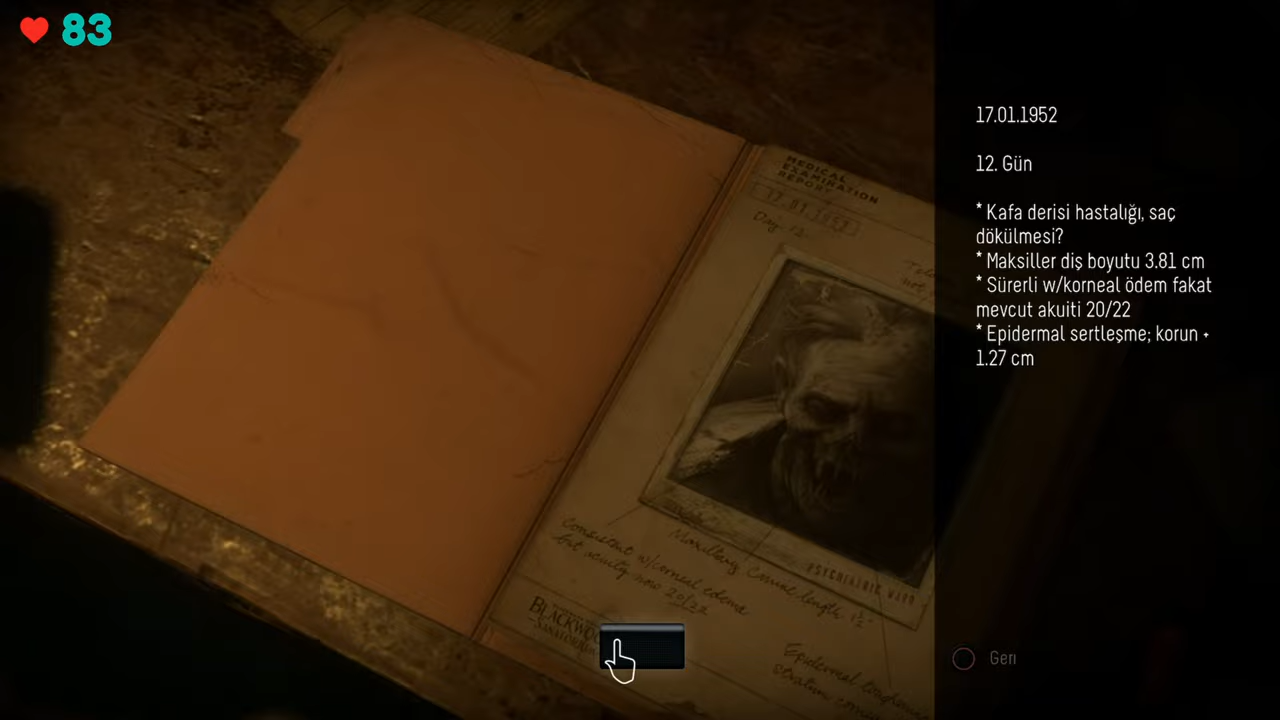 83
17.01.1952
12. Gün
* Kafa derisi hastalığı, saç
dökülmesi?
* Maksiller diş boyutu 3.81 cm
* Sürerli w/korneal ödem fakat
mevcut akuiti 20/22
* Epidermal sertleşme; korun +
1.27 cm
MEDICAL
EXAMINATION
REPORT
17.01.1952
Day 12
PSYCHIATRIC WARD
Consistent w/corneal edema
but acuity now 20/22
Maxillary Canine length 1½"
Epidermal
Stratum
Geri